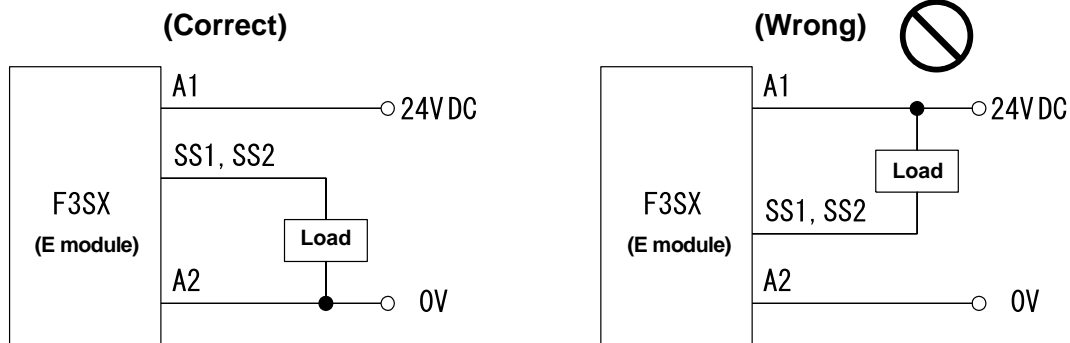 (Correct)
A1
24V DC
SS1, SS2
F3SX
(E module)
Load
A2
0V
(Wrong)
A1
24V DC
Load
F3SX
(E module)
SS1, SS2
A2
0V